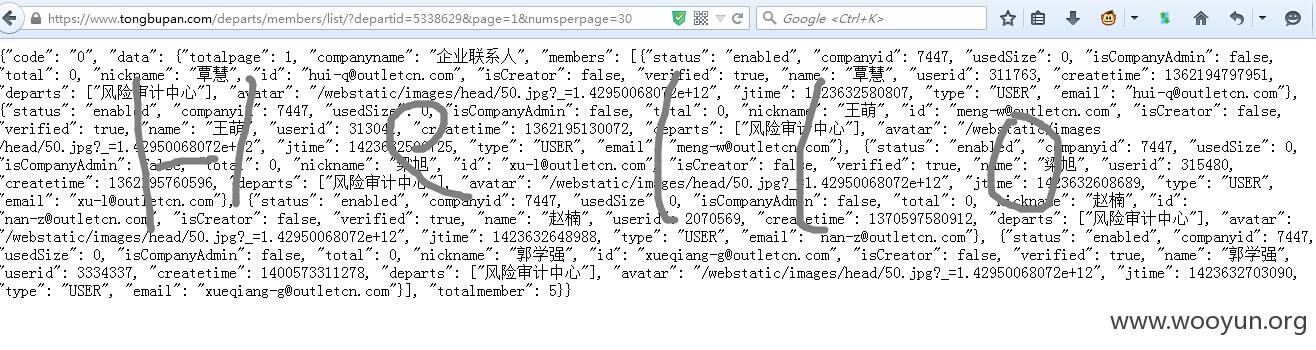 https://www.tongbupan.com/departs/members/list/?departid=5338629&page=1&numsperpage=30
Google <Ctrl+K>
{"code": "0", "data": {"totalpage": 1, "companyname": "企业联系人", "members": [{"status": "enabled", "companyid": 7447, "usedSize": 0, "isCompanyAdmin": false,
"total": 0, "nickname": "覃慧", "id": "hui-q@outletcn.com", "isCreator": false, "verified": true, "name": "覃慧", "userid": 311763, "createtime": 1362194797951,
"departs": ["风险审计中心"], "avatar": "/webstatic/images/head/50.jpg?_=1.42950068072e+12", "jtime": 1423632580807, "type": "USER", "email": "hui-q@outletcn.com"},
{"status": "enabled", "companyid": 7447, "usedSize": 0, "isCompanyAdmin": false, "total": 0, "nickname": "王萌", "id": "meng-w@outletcn.com", "isCreator": false,
"verified": true, "name": "王萌", "userid": "createtime": 1362195130072, "departs": ["风险审计中心"], "avatar": "/webstatic/images
/head/50.jpg?_=1.42950068072e+12", "jtime": "type": "USER", "email": "meng-w@outletcn.com"}, {"status": "enabled", "companyid": 7447, "usedSize": 0,
"isCompanyAdmin": false, "total": 0, "nickname": "梁旭", "id": "xu-l@outletcn.com", "isCreator": false, "verified": true, "name": "梁旭", "userid": 315480,
"createtime": 1362195760596, "departs": ["风险审计中心"], "avatar": "/webstatic/images/head/50.jpg?_=1.42950068072e+12", "jtime": 1423632608689, "type": "USER",
"email": "xu-l@outletcn.com"}, {"status": "enabled", "companyid": 7447, "usedSize": 0, "isCompanyAdmin": false, "total": 0, "nickname": "赵楠", "id":
"nan-z@outletcn.com", "isCreator": false, "verified": true, "name": "赵楠", "userid": 2070569, "createtime": 1370597580912, "departs": ["风险审计中心"], "avatar":
"/webstatic/images/head/50.jpg?_=1.42950068072e+12", "jtime": 1423632648988, "type": "USER", "email": "nan-z@outletcn.com"}, {"status": "enabled", "companyid": 7447,
"usedSize": 0, "isCompanyAdmin": false, "total": 0, "nickname": "郭学强", "id": "xueqiang-g@outletcn.com", "isCreator": false, "verified": true, "name": "郭学强",
"userid": 3334337, "createtime": 1400573311278, "departs": ["风险审计中心"], "avatar": "/webstatic/images/head/50.jpg?_=1.42950068072e+12", "jtime": 1423632703090,
"type": "USER", "email": "xueqiang-g@outletcn.com"}], "totalmember": 5}}
Hello
www.wooyun.org